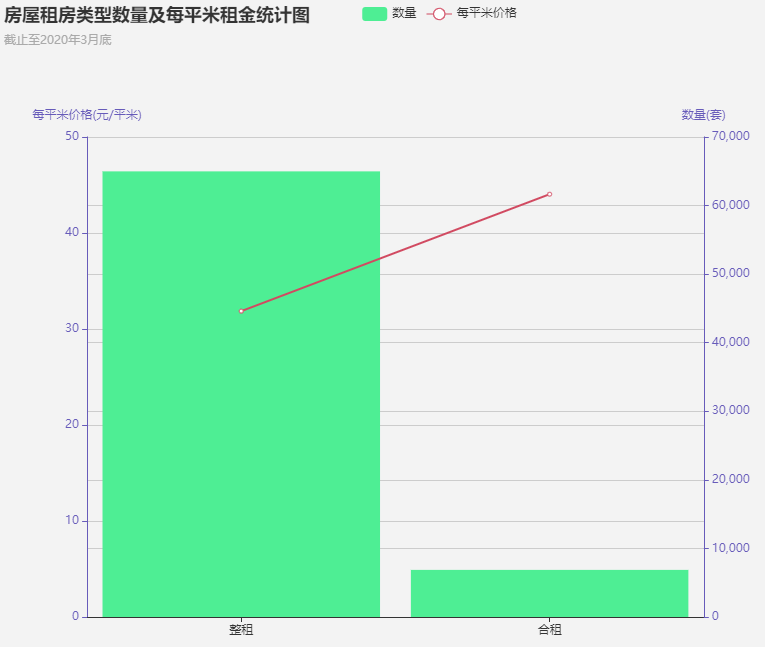 房屋租房类型数量及每平米租金统计图
数量
每平米价格
截止至2020年3月底
每平米价格(元/平米)
数量(套)
50
40
30
20
10
0
70,000
60,000
50,000
40,000
30,000
20,000
10,000
0
整租
合租